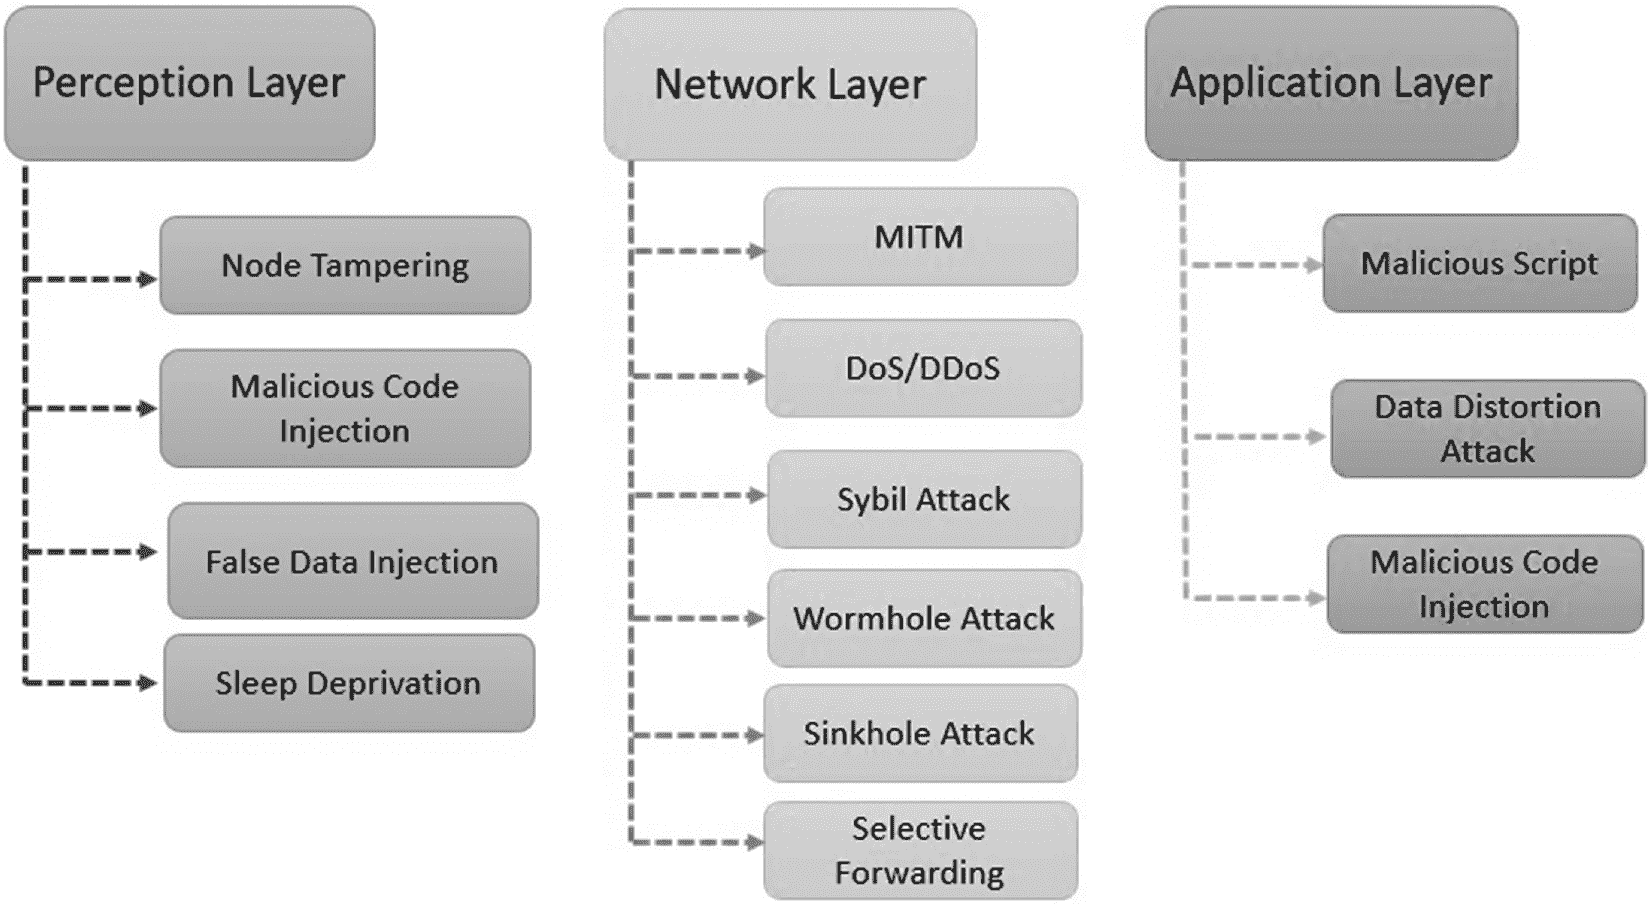 Perception Layer
Node Tampering
Malicious Code
Injection
False Data Injection
Sleep Deprivation
Network Layer
MITM
DoS/DDoS
Sybil Attack
Wormhole Attack
Sinkhole Attack
Selective
Forwarding
Application Layer
Malicious Script
Data Distortion
Attack
Malicious Code
Injection